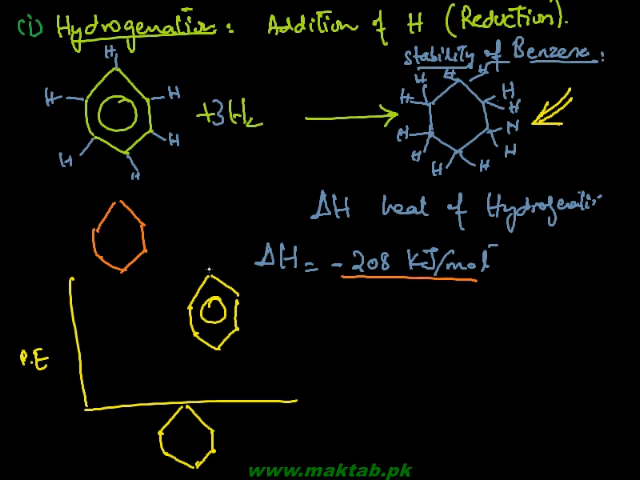 (i) Hydrogenation: Addition of H (Reduction).
stability of Benzene:
H
H H
H H
H
+3H₂
H H H
H H
H
H H
H
H H
ΔH heat of Hydrogenation
ΔH = -208 KJ/mol
P.E
www.maktab.pk